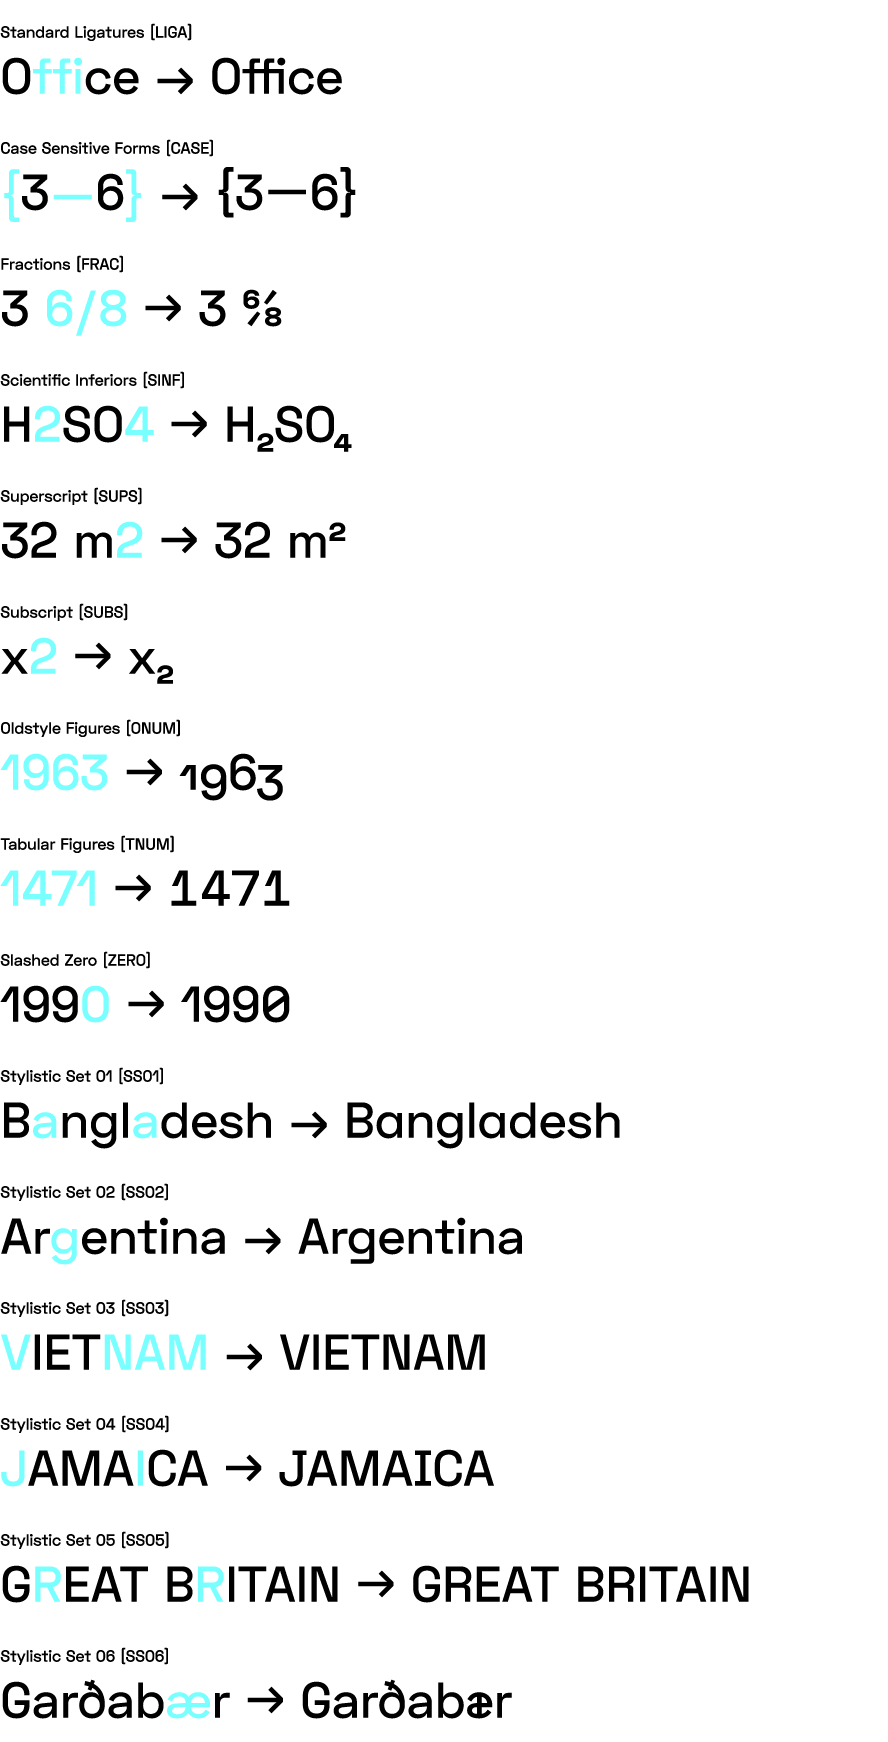 Standard Ligatures [LIGA]
Office → Office
Case Sensitive Forms [CASE]
{3—6} → {3—6}
Fractions [FRAC]
3 6/8 → 3 6⁄8
Scientific Inferiors [SINF]
H2SO4 → H₂SO₄
Superscript [SUPS]
32 m2 → 32 m²
Subscript [SUBS]
x2 → x₂
Oldstyle Figures [ONUM]
1963 → 1963
Tabular Figures [TNUM]
1471 → 1471
Slashed Zero [ZERO]
1990 → 1990
Stylistic Set 01 [SS01]
Bangladesh → Bangladesh
Stylistic Set 02 [SS02]
Argentina → Argentina
Stylistic Set 03 [SS03]
VIETNAM → VIETNAM
Stylistic Set 04 [SS04]
JAMAICA → JAMAICA
Stylistic Set 05 [SS05]
GREAT BRITAIN → GREAT BRITAIN
Stylistic Set 06 [SS06]
Garðabær → Garðabær